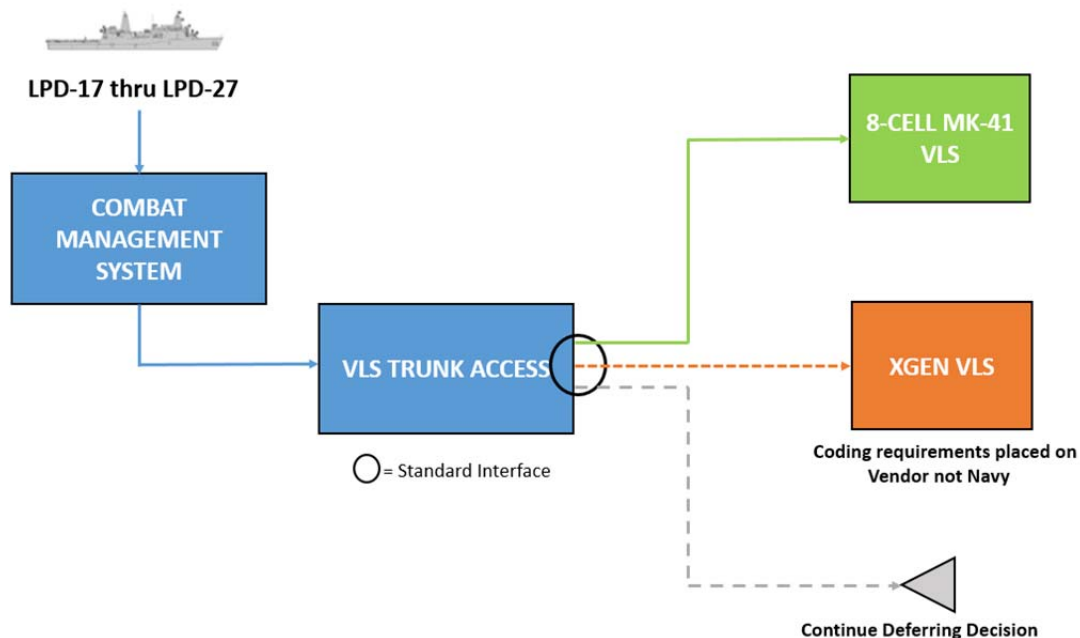 LPD-17 thru LPD-27
8-CELL MK-41
VLS
COMBAT
MANAGEMENT
SYSTEM
VLS TRUNK ACCESS
XGEN VLS
= Standard Interface
Coding requirements placed on
Vendor not Navy
Continue Deferring Decision